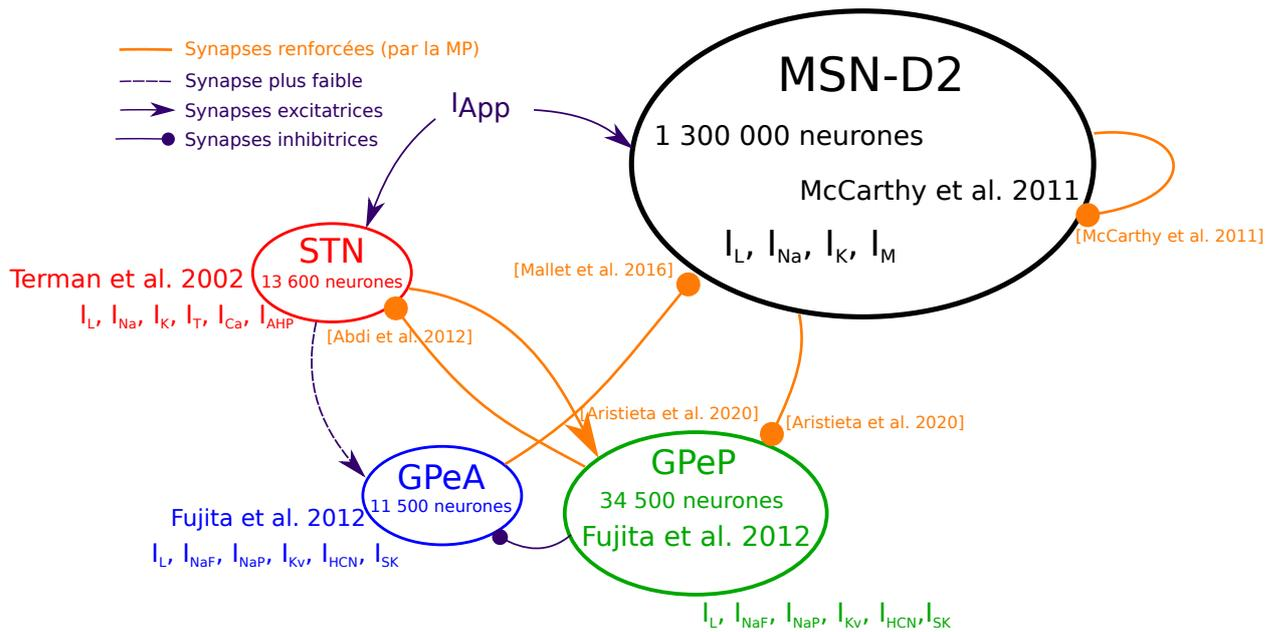 Synapses renforcées (par la MP)
Synapse plus faible
Synapses excitatrices
Synapses inhibitrices
IApp
MSN-D2
1 300 000 neurones
McCarthy et al. 2011
IL, INa, IK, IM
[McCarthy et al. 2011]
STN
13 600 neurones
Terman et al. 2002
IL, INa, IK, IT, ICa, IAHP
[Mallet et al. 2016]
[Abdi et al. 2012]
[Aristieta et al. 2020]
[Aristieta et al. 2020]
GPeA
11 500 neurones
Fujita et al. 2012
IL, INaF, INaP, IKv, IHCN, ISK
GPeP
34 500 neurones
Fujita et al. 2012
IL, INaF, INaP, IKv, IHCN,ISK